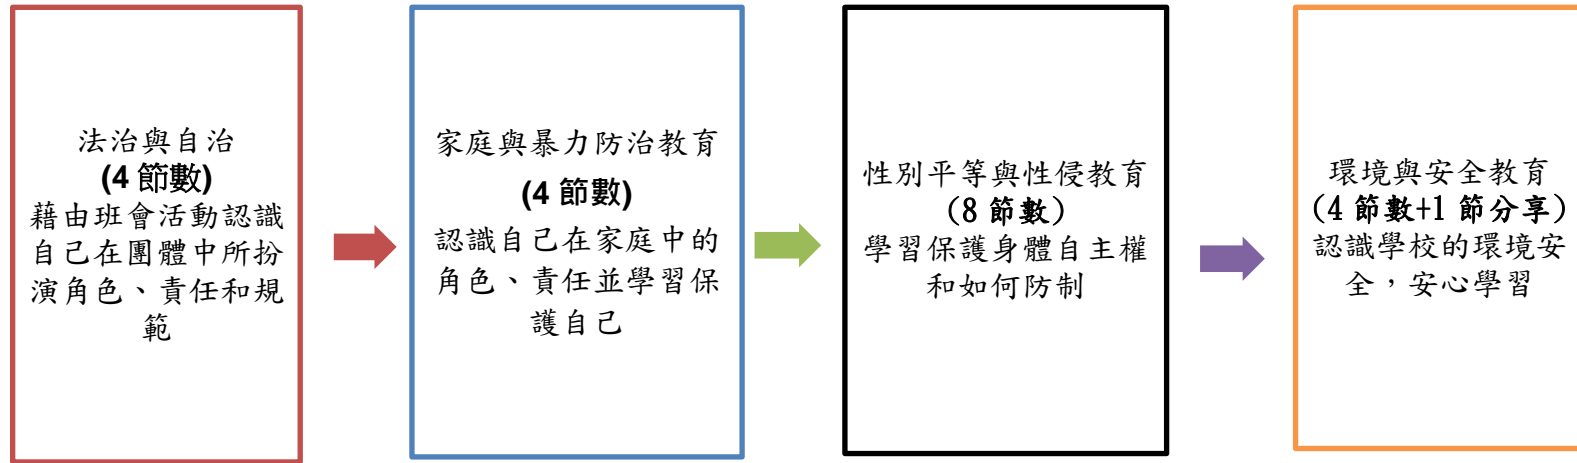 法治與自治
(4 節數)
藉由班會活動認識
自己在團體中所扮
演角色、責任和規
範
家庭與暴力防治教育
(4 節數)
認識自己在家庭中的
角色、責任並學習保
護自己
性別平等與性侵教育
(8 節數)
學習保護身體自主權
和如何防制
環境與安全教育
(4 節數+1 節分享)
認識學校的環境安
全，安心學習